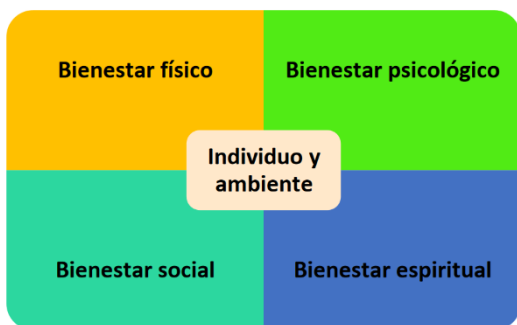 Bienestar físico
Bienestar psicológico
Individuo y
ambiente
Bienestar social
Bienestar espiritual